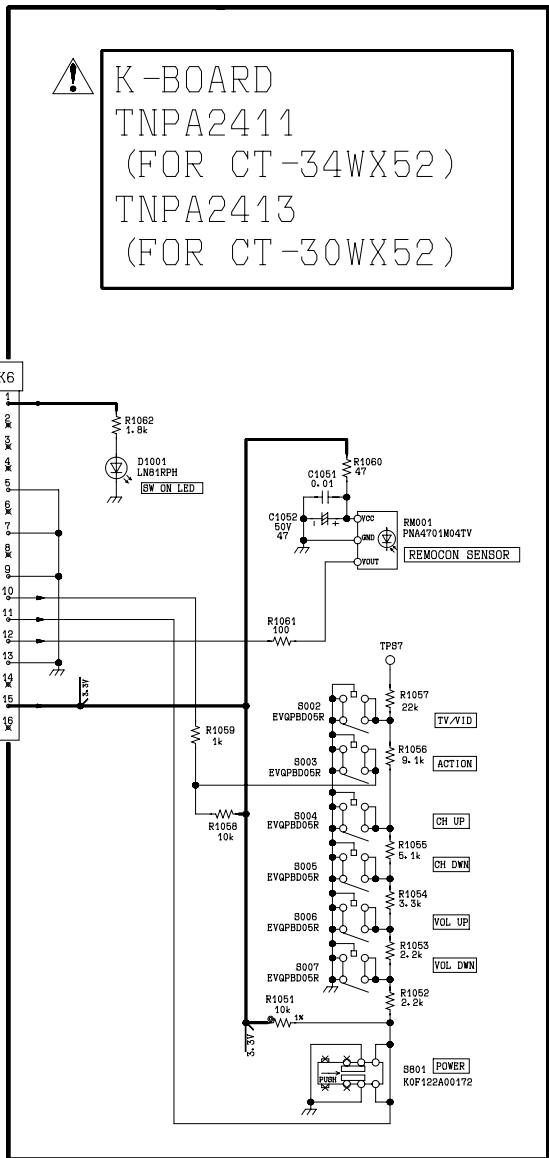 K-BOARD
TNPA2411
(FOR CT-34WX52)
TNPA2413
(FOR CT-30WX52)
K6
1
2
3
4
5
6
7
8
9
10
11
12
13
14
15
16
R1062
1.8k
D1001
LN81RPH
SW ON LED
R1060
47
C1051
0.01
C1052
50V
47
- +
VCC
GND
VOUT
RM001
PNA4701M04TV
REMOCON SENSOR
R1061
100
TPS7
3.3V
R1059
1k
R1058
10k
S002
EVQPBD05R
R1057
22k
TV/VID
S003
EVQPBD05R
R1056
9.1k
ACTION
S004
EVQPBD05R
CH UP
R1055
5.1k
S005
EVQPBD05R
CH DWN
R1054
3.3k
S006
EVQPBD05R
VOL UP
R1053
2.2k
S007
EVQPBD05R
VOL DWN
R1052
2.2k
R1051
10k
1%
3.3V
PUSH
S801
POWER
K0F122A00172